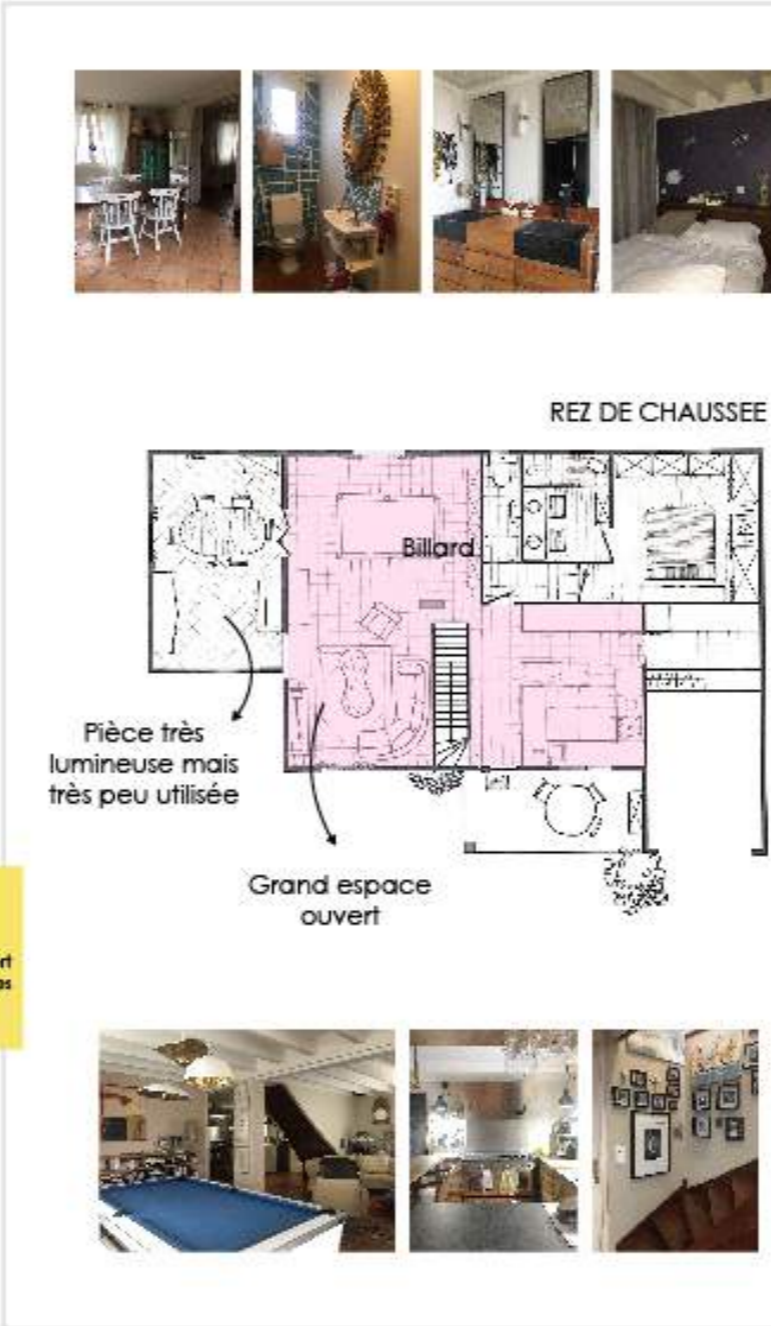 REZ DE CHAUSSEE
Billard
Pièce très
lumineuse mais
très peu utilisée
Grand espace
ouvert